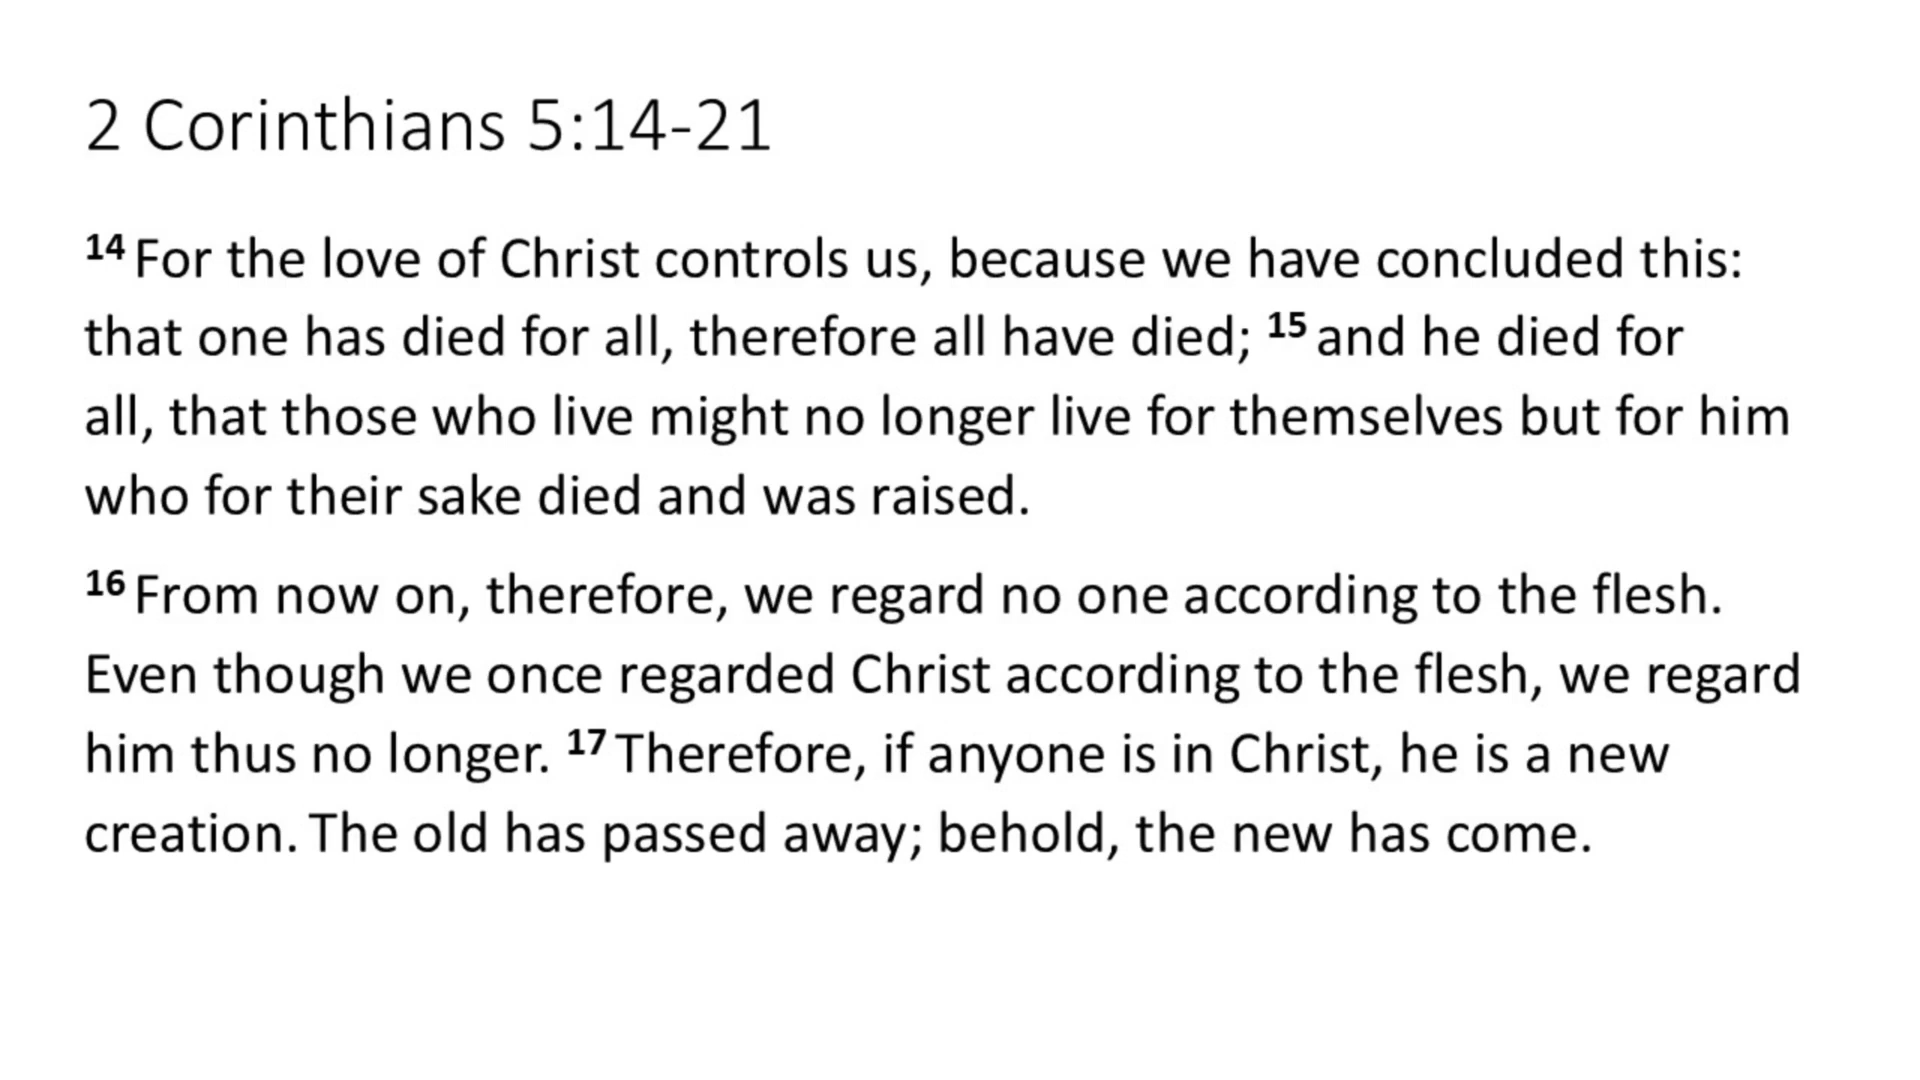 2 Corinthians 5:14-21
14 For the love of Christ controls us, because we have concluded this:
that one has died for all, therefore all have died; 15 and he died for
all, that those who live might no longer live for themselves but for him
who for their sake died and was raised.
16 From now on, therefore, we regard no one according to the flesh.
Even though we once regarded Christ according to the flesh, we regard
him thus no longer. 17 Therefore, if anyone is in Christ, he is a new
creation. The old has passed away; behold, the new has come.